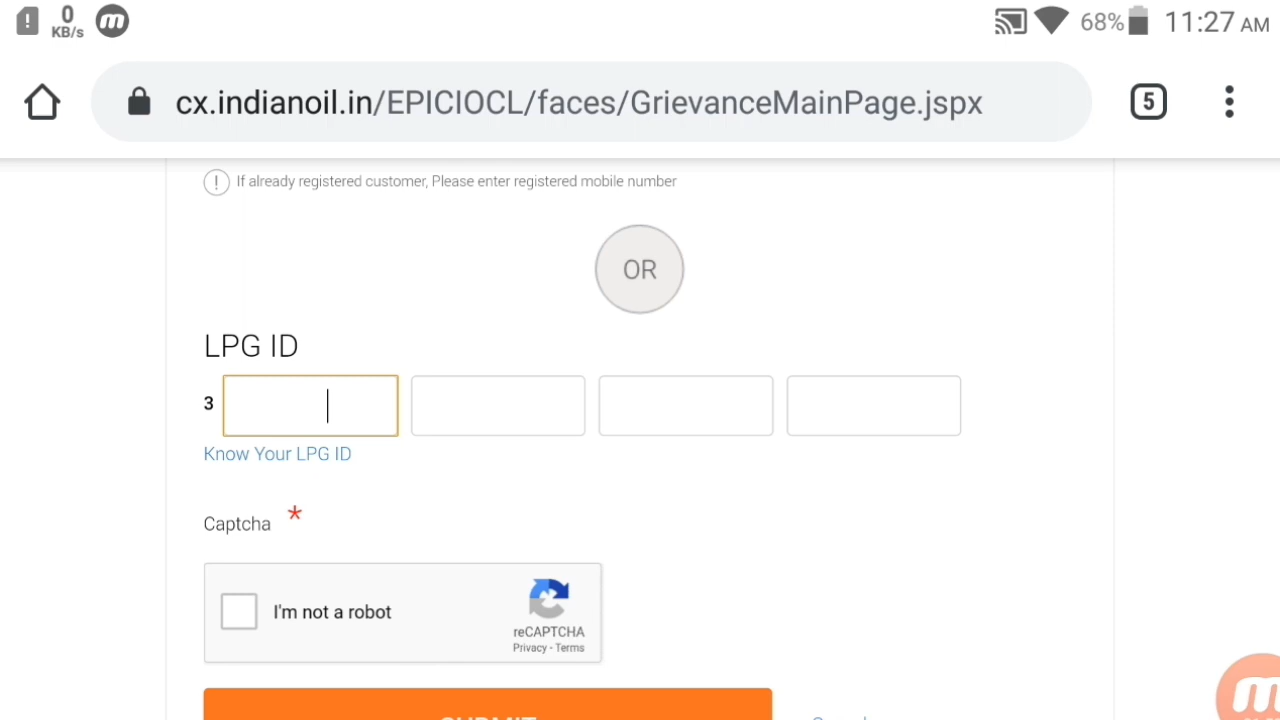 0
KB/s
m
68%
11:27 AM
cx.indianoil.in/EPICIOCL/faces/GrievanceMainPage.jspx
5
If already registered customer, Please enter registered mobile number
OR
LPG ID
3
Know Your LPG ID
Captcha *
I'm not a robot
reCAPTCHA
Privacy - Terms
SUBMIT
m